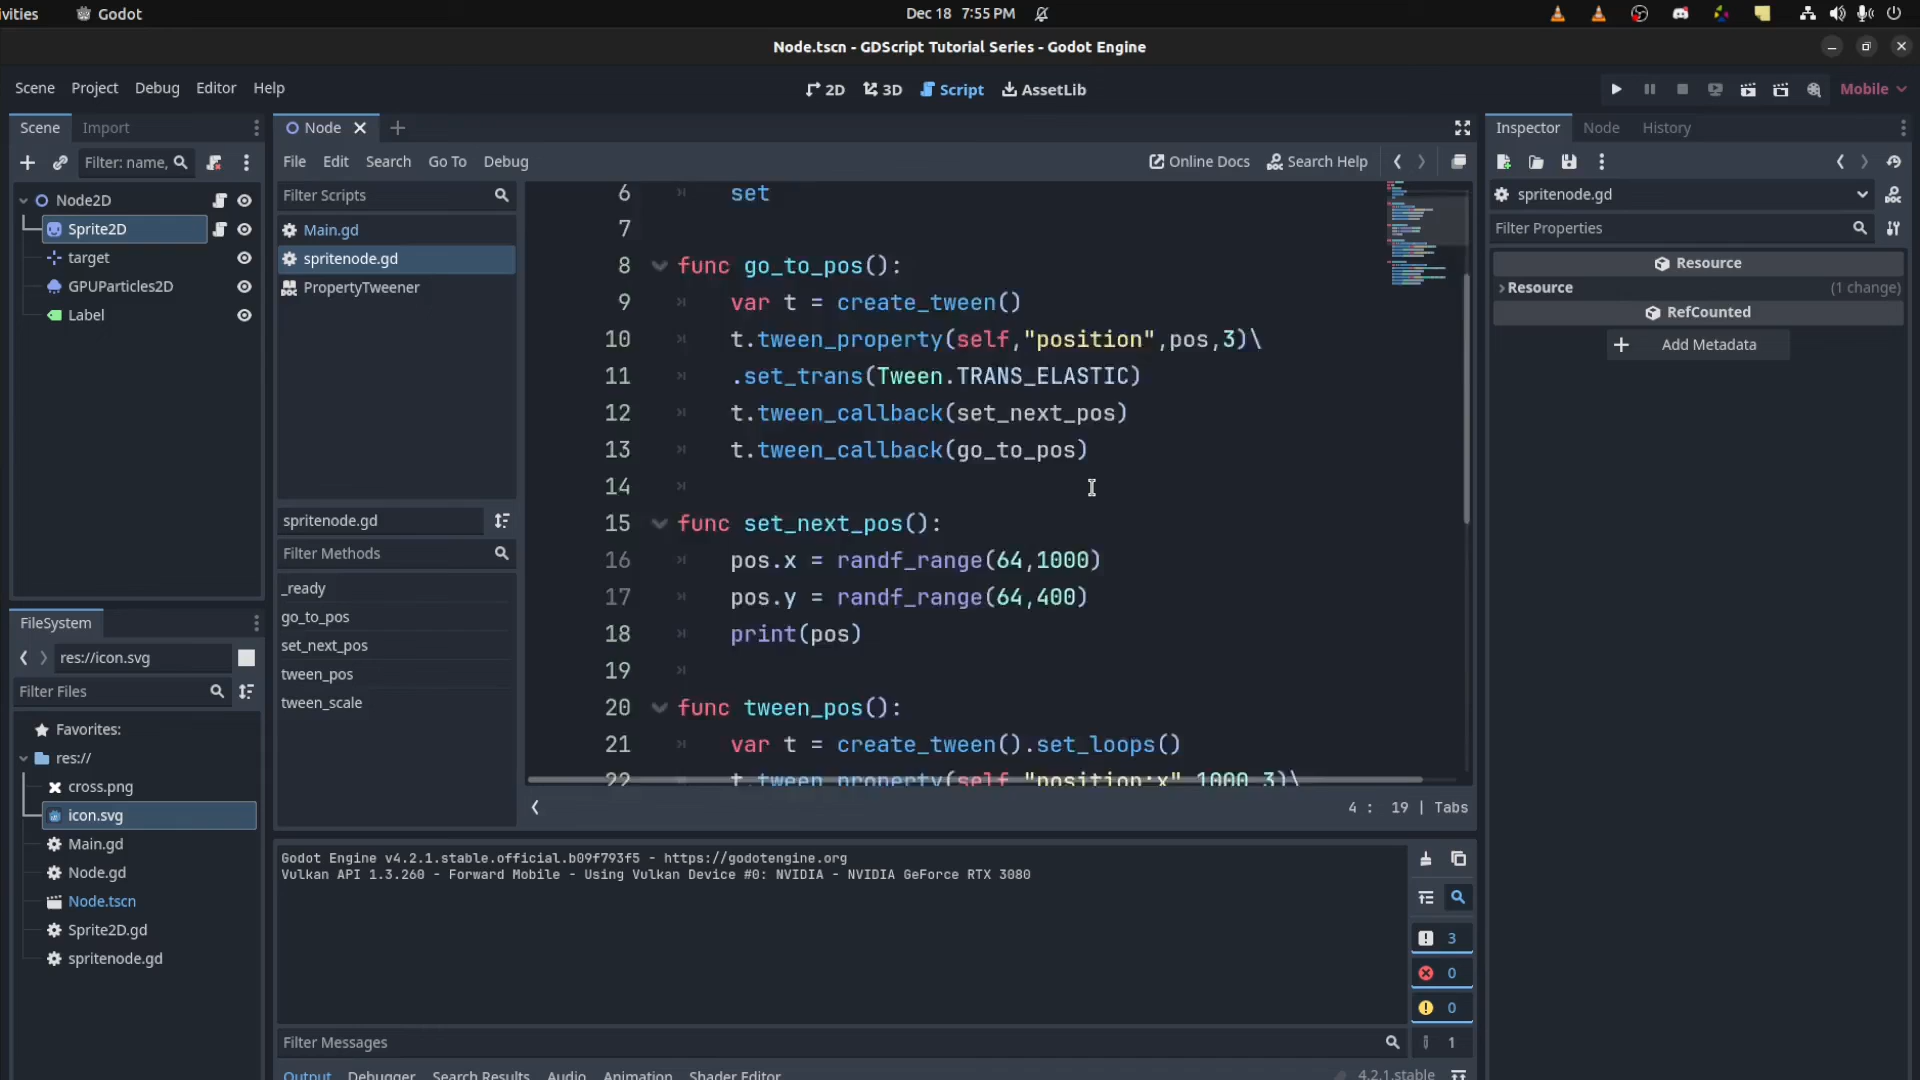 ivities Godot Dec 18 7:55 PM
Node.tscn - GDScript Tutorial Series - Godot Engine
Scene Project Debug Editor Help 2D 3D Script AssetLib Mobile
Scene Import
Filter: name,
Node2D
Sprite2D
target
GPUParticles2D
Label
FileSystem
res://icon.svg
Filter Files
Favorites:
res://
cross.png
icon.svg
Main.gd
Node.gd
Node.tscn
Sprite2D.gd
spritenode.gd
Node
File Edit Search Go To Debug Online Docs Search Help
Filter Scripts
Main.gd
spritenode.gd
PropertyTweener
spritenode.gd
Filter Methods
_ready
go_to_pos
set_next_pos
tween_pos
tween_scale
6 set
7
8 func go_to_pos():
9 var t = create_tween()
10 t.tween_property(self,"position",pos,3)\
11 .set_trans(Tween.TRANS_ELASTIC)
12 t.tween_callback(set_next_pos)
13 t.tween_callback(go_to_pos)
14
15 func set_next_pos():
16 pos.x = randf_range(64,1000)
17 pos.y = randf_range(64,400)
18 print(pos)
19
20 func tween_pos():
21 var t = create_tween().set_loops()
22 t.tween_property(self,"position:x",1000,3)\
4 : 19 | Tabs
Godot Engine v4.2.1.stable.official.b09f793f5 - https://godotengine.org
Vulkan API 1.3.260 - Forward Mobile - Using Vulkan Device #0: NVIDIA - NVIDIA GeForce RTX 3080
3
0
0
1
Filter Messages
Output Debugger Search Results Audio Animation Shader Editor 4.2.1.stable
Inspector Node History
spritenode.gd
Filter Properties
Resource
Resource (1 change)
RefCounted
Add Metadata